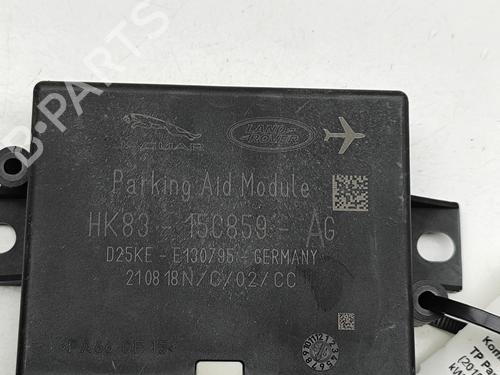 JAGUAR
LAND-
ROVER
Parking Aid Module
HK83 - 15C859 - AG
D25KE - E130795 - GERMANY
210818N/C/02/CC
B-Parts